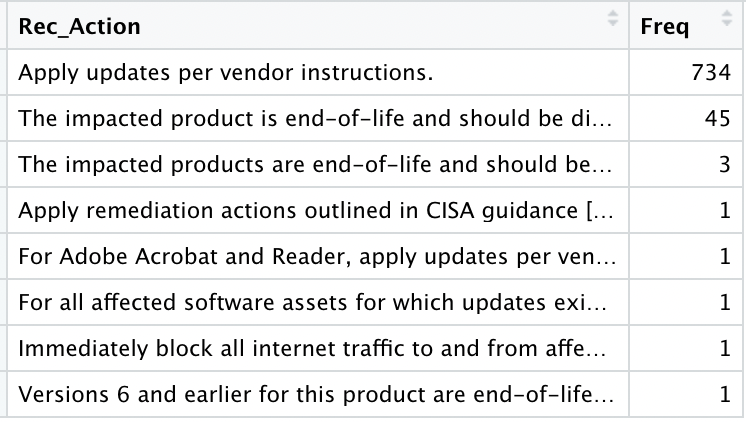 Rec_Action Freq
Apply updates per vendor instructions. 734
The impacted product is end-of-life and should be di... 45
The impacted products are end-of-life and should be... 3
Apply remediation actions outlined in CISA guidance [... 1
For Adobe Acrobat and Reader, apply updates per ven... 1
For all affected software assets for which updates exi... 1
Immediately block all internet traffic to and from affe... 1
Versions 6 and earlier for this product are end-of-life... 1